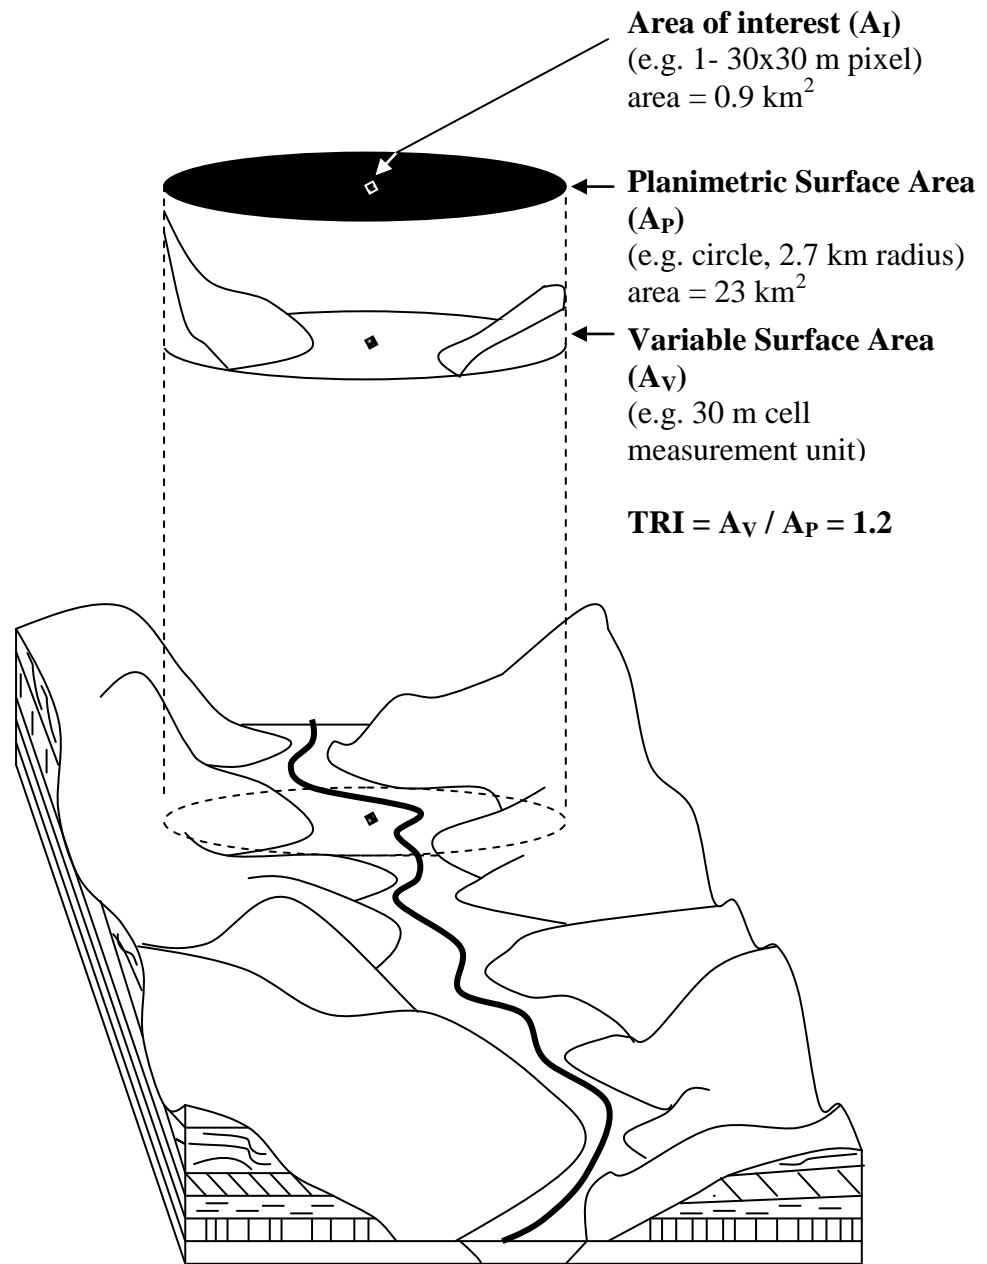 Area of interest (A_I)
(e.g. 1- 30x30 m pixel)
area = 0.9 km²
Planimetric Surface Area
(A_P)
(e.g. circle, 2.7 km radius)
area = 23 km²
Variable Surface Area
(A_V)
(e.g. 30 m cell
measurement unit)
TRI = A_V / A_P = 1.2